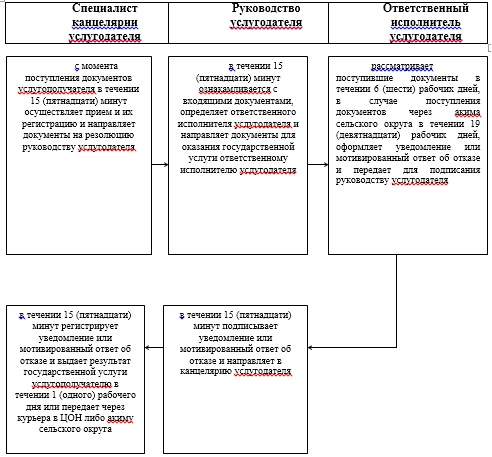 Специалист
канцелярии
услугодателя
Руководство
услугодателя
Ответственный
исполнитель
услугодателя
с момента
поступления документов
услугополучателя в течении
15 (пятнадцати) минут
осуществляет прием и их
регистрацию и направляет
документы на резолюцию
руководству услугодателя
в течении 15
(пятнадцати) минут
ознакамливается с
входящими документами,
определяет ответственного
исполнителя услугодателя и
направляет документы для
оказания государственной
услуги ответственному
исполнителю услугодателя
рассматривает
поступившие документы в
течении 6 (шести) рабочих дней,
в случае поступления
документов через акима
сельского округа в течении 19
(девятнадцати) рабочих дней,
оформляет уведомление или
мотивированный ответ об отказе
и передает для подписания
руководству услугодателя
в течении 15 (пятнадцати)
минут регистрирует
уведомление или
мотивированный ответ об
отказе и выдает результат
государственной услуги
услугополучателю в
течении 1 (одного) рабочего
дня или передает через
курьера в ЦОН либо акиму
сельского округа
в течении 15 (пятнадцати)
минут подписывает
уведомление или
мотивированный ответ об
отказе и направляет в
канцелярию услугодателя